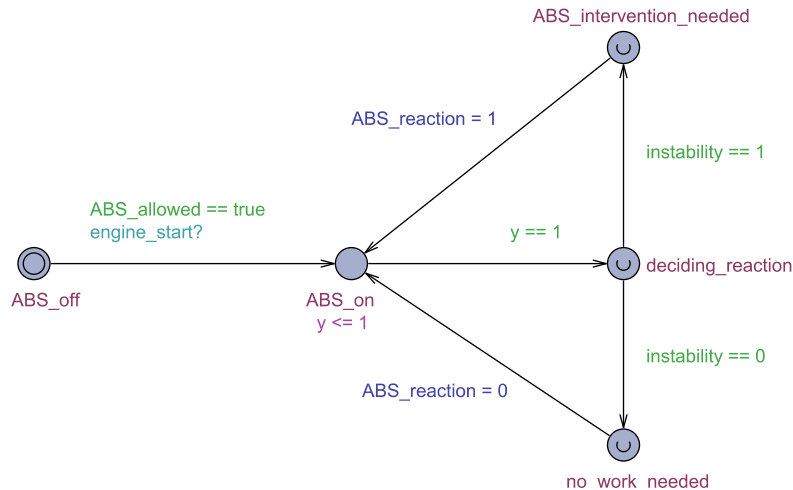 ABS_intervention_needed
ABS_reaction = 1
instability == 1
ABS_allowed == true
engine_start?
y == 1
deciding_reaction
ABS_off
ABS_on
y <= 1
instability == 0
ABS_reaction = 0
no_work_needed